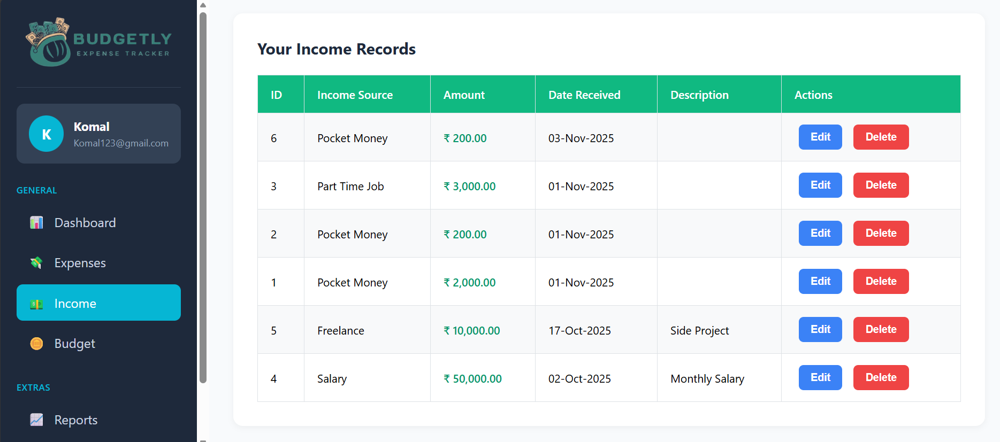 BUDGETLY
EXPENSE TRACKER
K
Komal
Komal123@gmail.com
GENERAL
Dashboard
Expenses
Income
Budget
EXTRAS
Reports
Your Income Records
ID Income Source Amount Date Received Description Actions
6 Pocket Money ₹ 200.00 03-Nov-2025 Edit Delete
3 Part Time Job ₹ 3,000.00 01-Nov-2025 Edit Delete
2 Pocket Money ₹ 200.00 01-Nov-2025 Edit Delete
1 Pocket Money ₹ 2,000.00 01-Nov-2025 Edit Delete
5 Freelance ₹ 10,000.00 17-Oct-2025 Side Project Edit Delete
4 Salary ₹ 50,000.00 02-Oct-2025 Monthly Salary Edit Delete